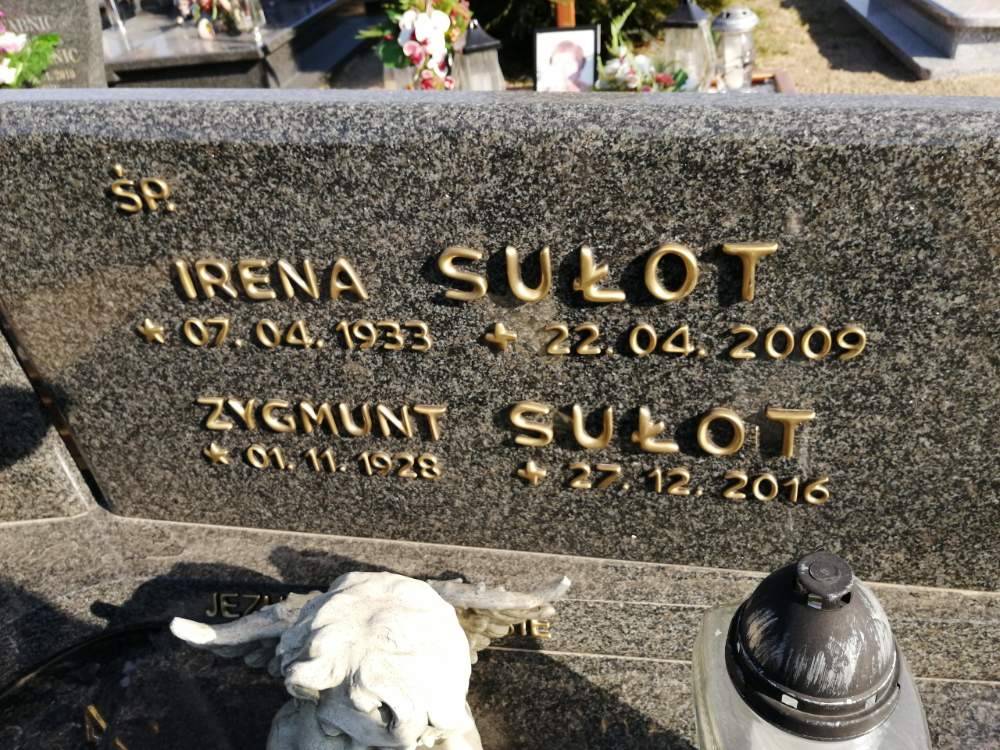 ŚP.
IRENA SUŁOT
* 07. 04. 1933 + 22. 04. 2009
ZYGMUNT SUŁOT
* 01. 11. 1928 + 27. 12. 2016